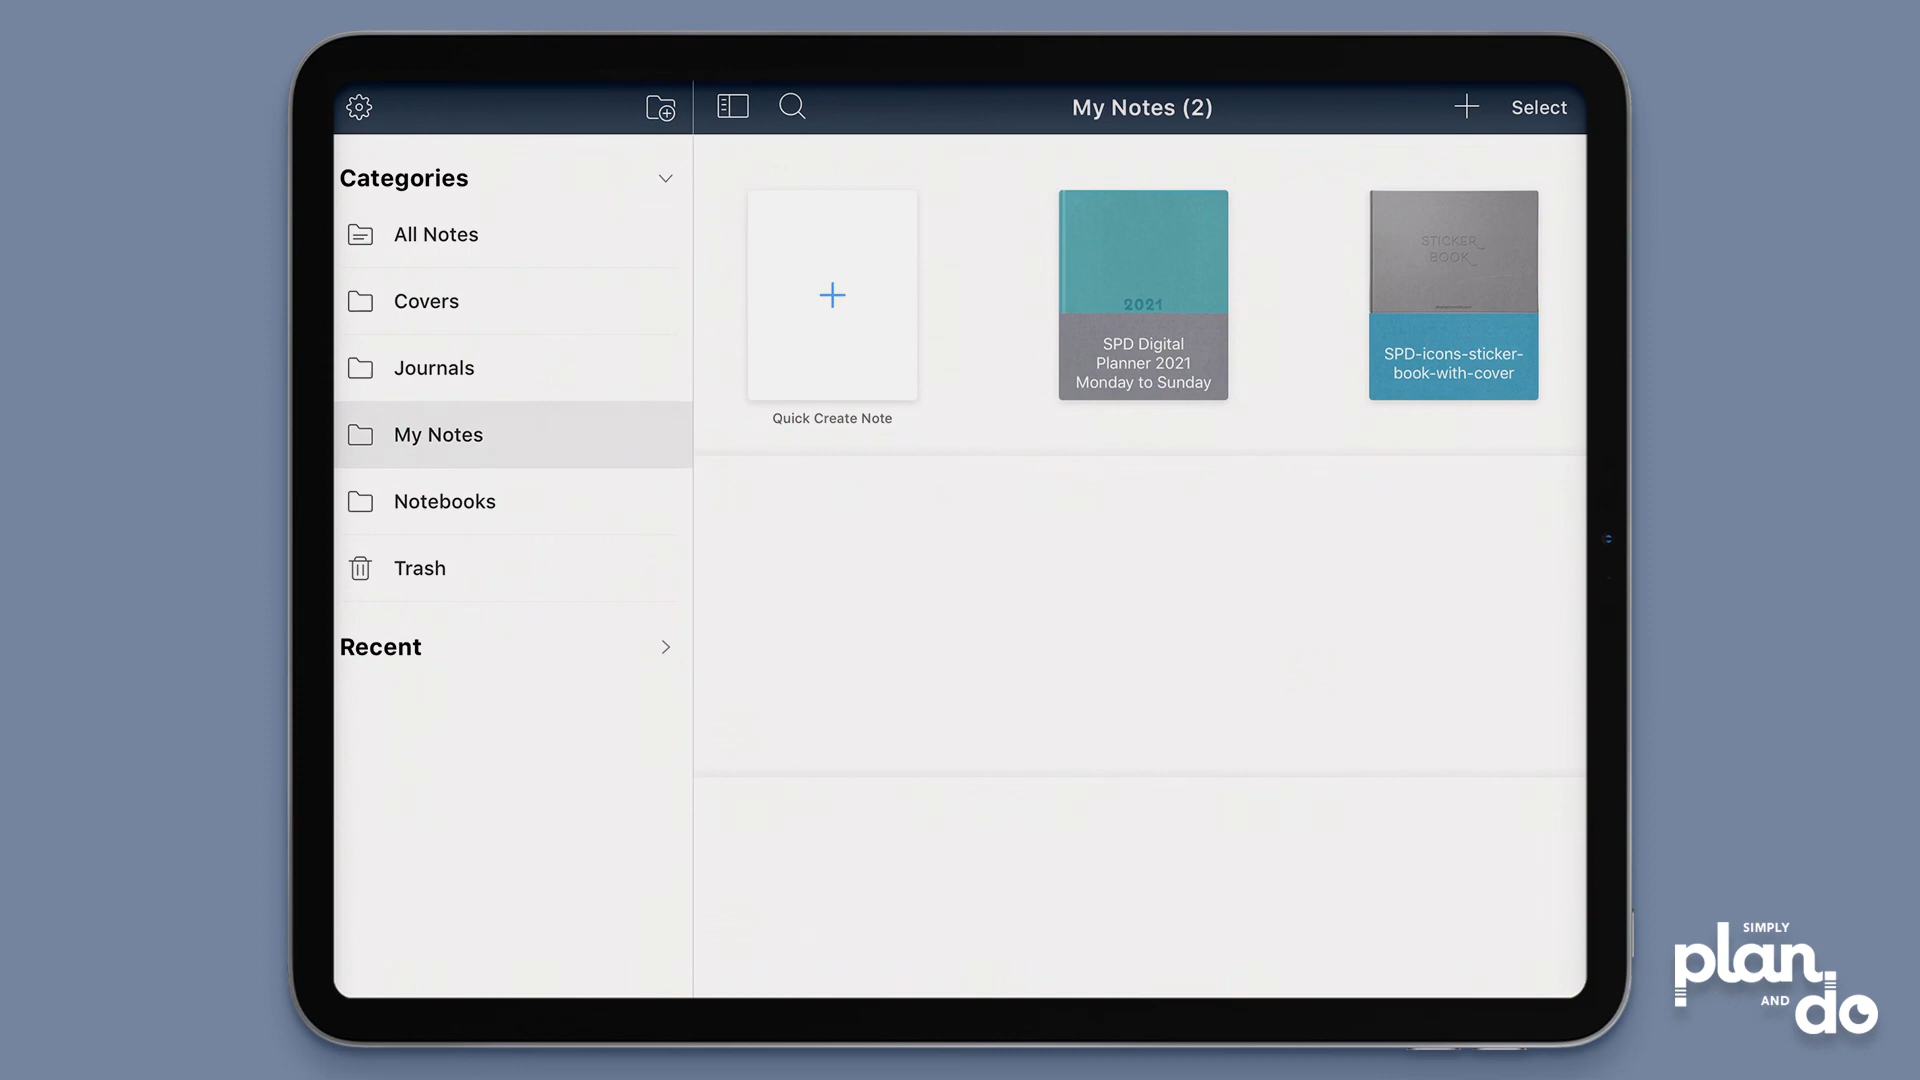 My Notes (2)
Select
Categories
All Notes
Covers
Journals
My Notes
Notebooks
Trash
Recent
Quick Create Note
2021
SPD Digital
Planner 2021
Monday to Sunday
STICKER
BOOK
SPD-icons-sticker-
book-with-cover
SIMPLY
plan
AND
do